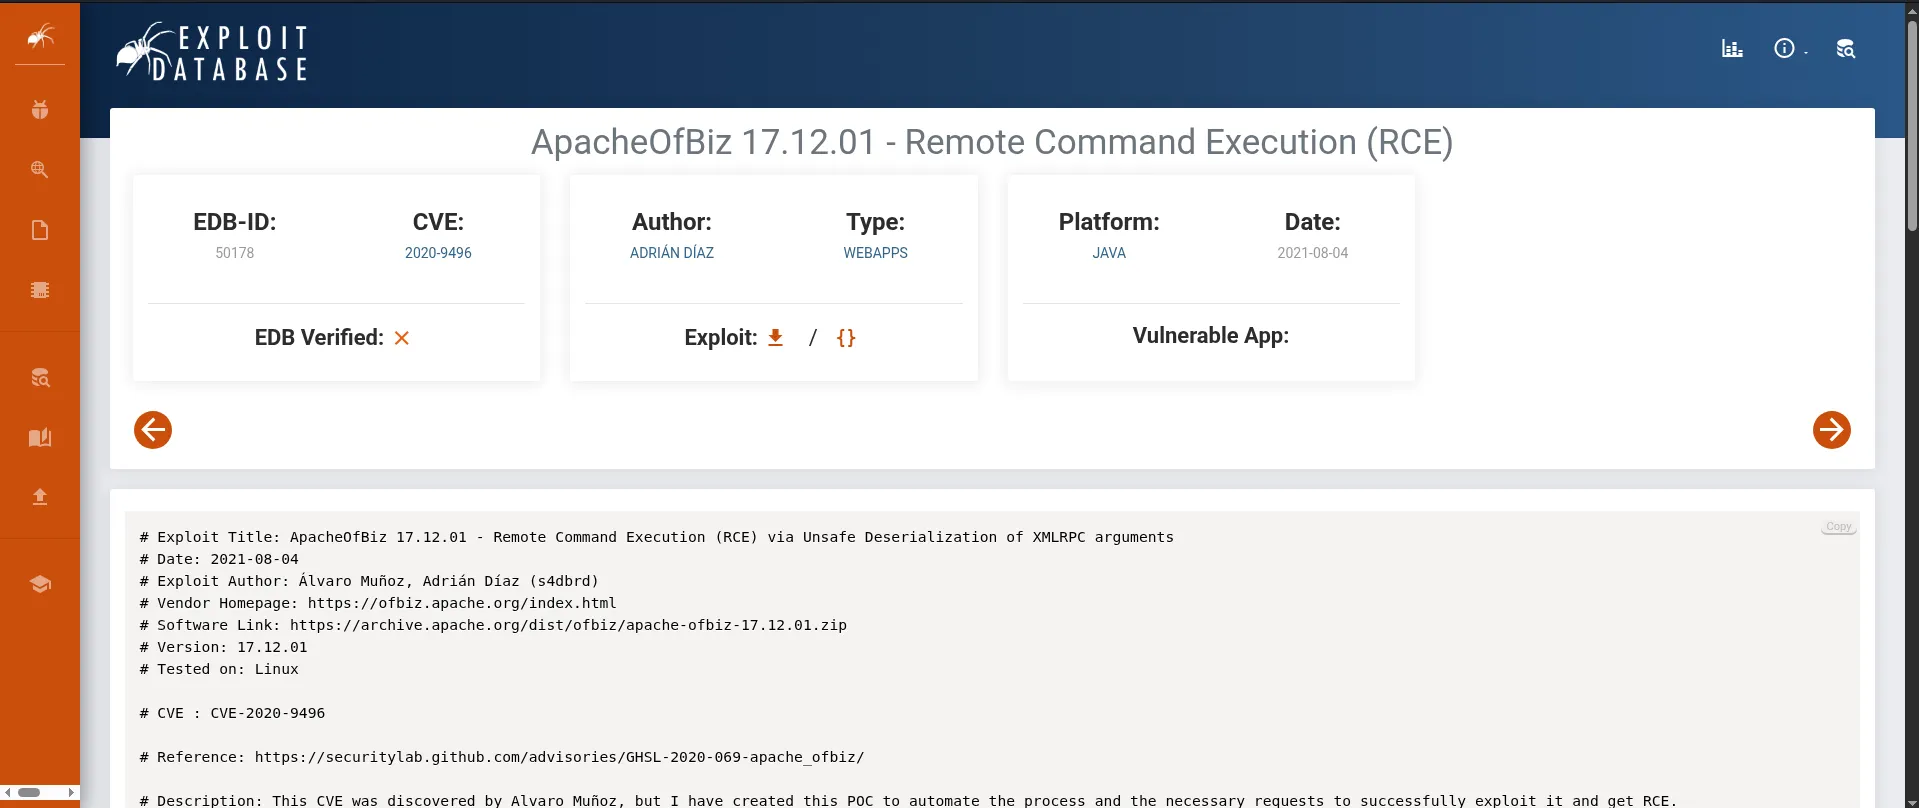 EXPLOIT
DATABASE
ApacheOfBiz 17.12.01 - Remote Command Execution (RCE)
EDB-ID:
50178
CVE:
2020-9496
EDB Verified:
Author:
ADRIÁN DÍAZ
Type:
WEBAPPS
Exploit: / {}
Platform:
JAVA
Date:
2021-08-04
Vulnerable App:
Copy
# Exploit Title: ApacheOfBiz 17.12.01 - Remote Command Execution (RCE) via Unsafe Deserialization of XMLRPC arguments
# Date: 2021-08-04
# Exploit Author: Álvaro Muñoz, Adrián Díaz (s4dbrd)
# Vendor Homepage: https://ofbiz.apache.org/index.html
# Software Link: https://archive.apache.org/dist/ofbiz/apache-ofbiz-17.12.01.zip
# Version: 17.12.01
# Tested on: Linux
# CVE : CVE-2020-9496
# Reference: https://securitylab.github.com/advisories/GHSL-2020-069-apache_ofbiz/
# Description: This CVE was discovered by Alvaro Muñoz, but I have created this POC to automate the process and the necessary requests to successfully exploit it and get RCE.